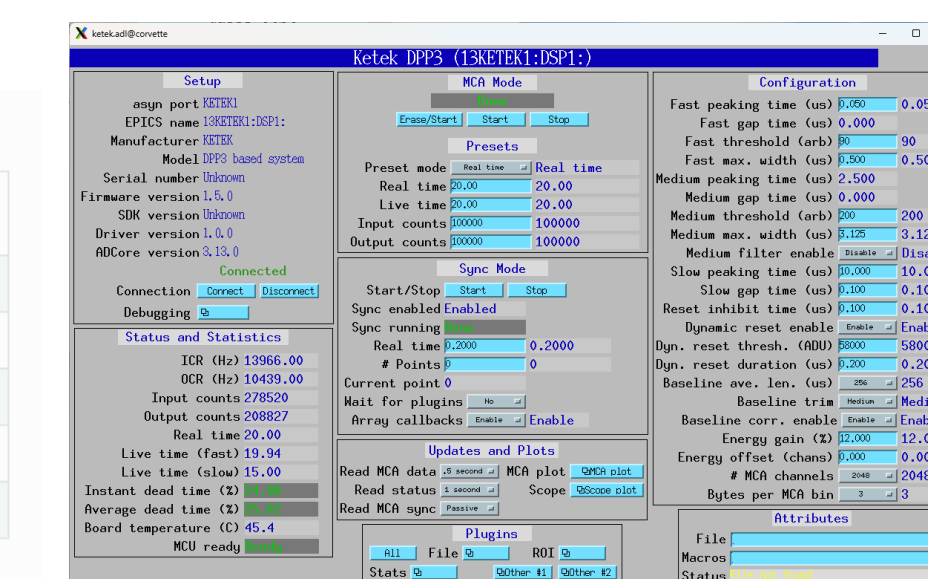 ketek.adl@corvette
Ketek DPP3 (13KETEK1:DSP1:)
Setup
asyn port KETEK1
EPICS name 13KETEK1:DSP1:
Manufacturer KETEK
Model DPP3 based system
Serial number Unknown
Firmware version 1.5.0
SDK version Unknown
Driver version 1.0.0
ADCore version 3.13.0
Connected
Connection Connect Disconnect
Debugging
Status and Statistics
ICR (Hz) 13966.00
OCR (Hz) 10439.00
Input counts 278520
Output counts 208827
Real time 20.00
Live time (fast) 19.94
Live time (slow) 15.00
Instant dead time (%)
Average dead time (%)
Board temperature (C) 45.4
MCU ready Ready
MCA Mode
Done
Erase/Start Start Stop
Presets
Preset mode Real time Real time
Real time 20.00 20.00
Live time 20.00 20.00
Input counts 100000 100000
Output counts 100000 100000
Sync Mode
Start/Stop Start Stop
Sync enabled Enabled
Sync running Done
Real time 0.2000 0.2000
# Points 0 0
Current point 0
Wait for plugins No
Array callbacks Enable Enable
Updates and Plots
Read MCA data .5 second MCA plot MCA plot
Read status 1 second Scope Scope plot
Read MCA sync Passive
Plugins
All File ROI
Stats Other #1 Other #2
Configuration
Fast peaking time (us) 0.050 0.05
Fast gap time (us) 0.000
Fast threshold (arb) 90 90
Fast max. width (us) 0.500 0.50
Medium peaking time (us) 2.500
Medium gap time (us) 0.000
Medium threshold (arb) 200 200
Medium max. width (us) 3.125 3.12
Medium filter enable Disable Disa
Slow peaking time (us) 10.000 10.0
Slow gap time (us) 0.100 0.10
Reset inhibit time (us) 0.100 0.10
Dynamic reset enable Enable Enab
Dyn. reset thresh. (ADU) 58000 5800
Dyn. reset duration (us) 0.200 0.20
Baseline ave. len. (us) 256 256
Baseline trim Medium Medi
Baseline corr. enable Enable Enab
Energy gain (%) 12.000 12.0
Energy offset (chans) 0.000 0.00
# MCA channels 2048 2048
Bytes per MCA bin 3 3
Attributes
File
Macros
Status